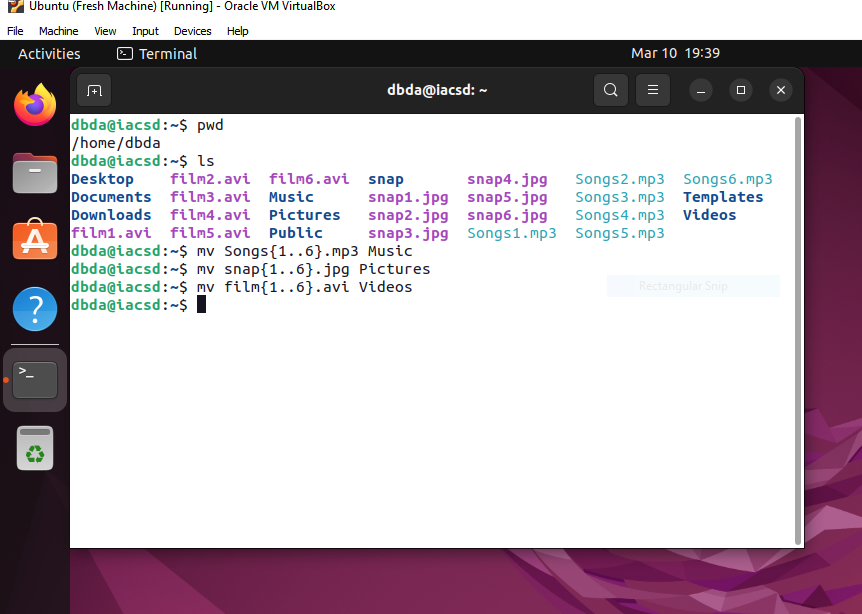 Ubuntu (Fresh Machine) [Running] - Oracle VM VirtualBox
File Machine View Input Devices Help
Activities Terminal Mar 10 19:39
dbda@iacsd: ~
dbda@iacsd:~$ pwd
/home/dbda
dbda@iacsd:~$ ls
Desktop film2.avi film6.avi snap snap4.jpg Songs2.mp3 Songs6.mp3
Documents film3.avi Music snap1.jpg snap5.jpg Songs3.mp3 Templates
Downloads film4.avi Pictures snap2.jpg snap6.jpg Songs4.mp3 Videos
film1.avi film5.avi Public snap3.jpg Songs1.mp3 Songs5.mp3
dbda@iacsd:~$ mv Songs{1..6}.mp3 Music
dbda@iacsd:~$ mv snap{1..6}.jpg Pictures
dbda@iacsd:~$ mv film{1..6}.avi Videos
Rectangular Snip
dbda@iacsd:~$